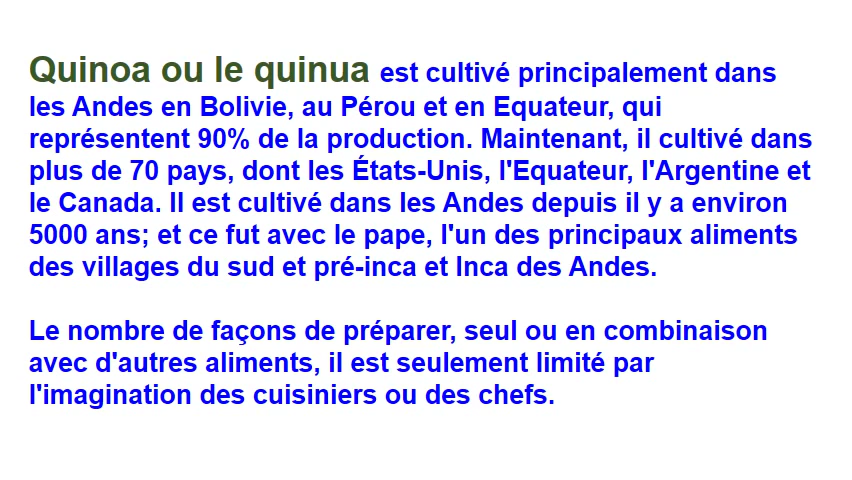 Quinoa ou le quinua est cultivé principalement dans
les Andes en Bolivie, au Pérou et en Equateur, qui
représentent 90% de la production. Maintenant, il cultivé dans
plus de 70 pays, dont les États-Unis, l'Equateur, l'Argentine et
le Canada. Il est cultivé dans les Andes depuis il y a environ
5000 ans; et ce fut avec le pape, l'un des principaux aliments
des villages du sud et pré-inca et Inca des Andes.
Le nombre de façons de préparer, seul ou en combinaison
avec d'autres aliments, il est seulement limité par
l'imagination des cuisiniers ou des chefs.